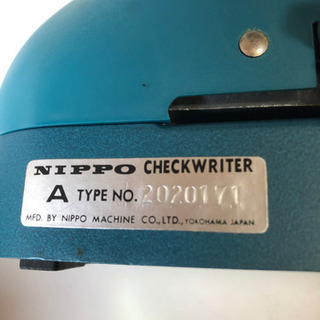 NIPPO CHECKWRITER
A TYPE NO. 2020171
MFD. BY NIPPO MACHINE CO.,LTD., YOKOHAMA JAPAN